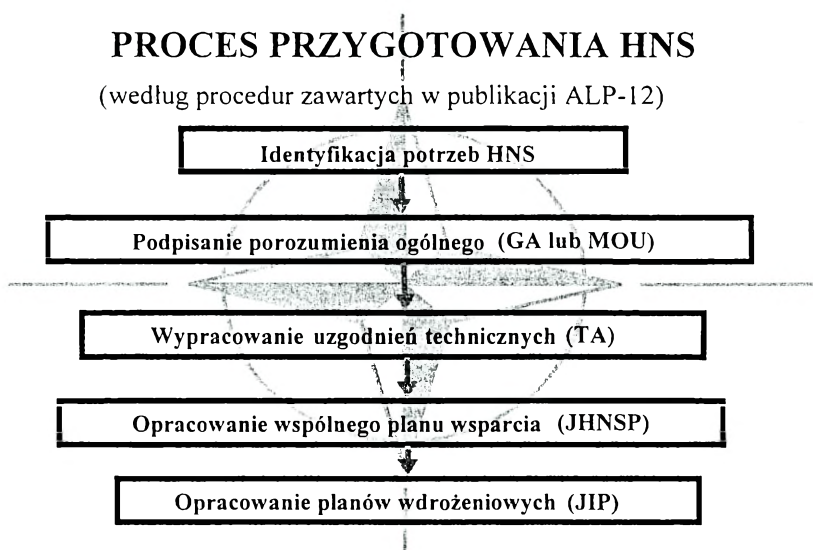 PROCES PRZYGOTOWANIA HNS
(według procedur zawartych w publikacji ALP-12)
Identyfikacja potrzeb HNS
Podpisanie porozumienia ogólnego (GA lub MOU)
Wypracowanie uzgodnień technicznych (TA)
Opracowanie wspólnego planu wsparcia (JHNSP)
Opracowanie planów wdrożeniowych (JIP)